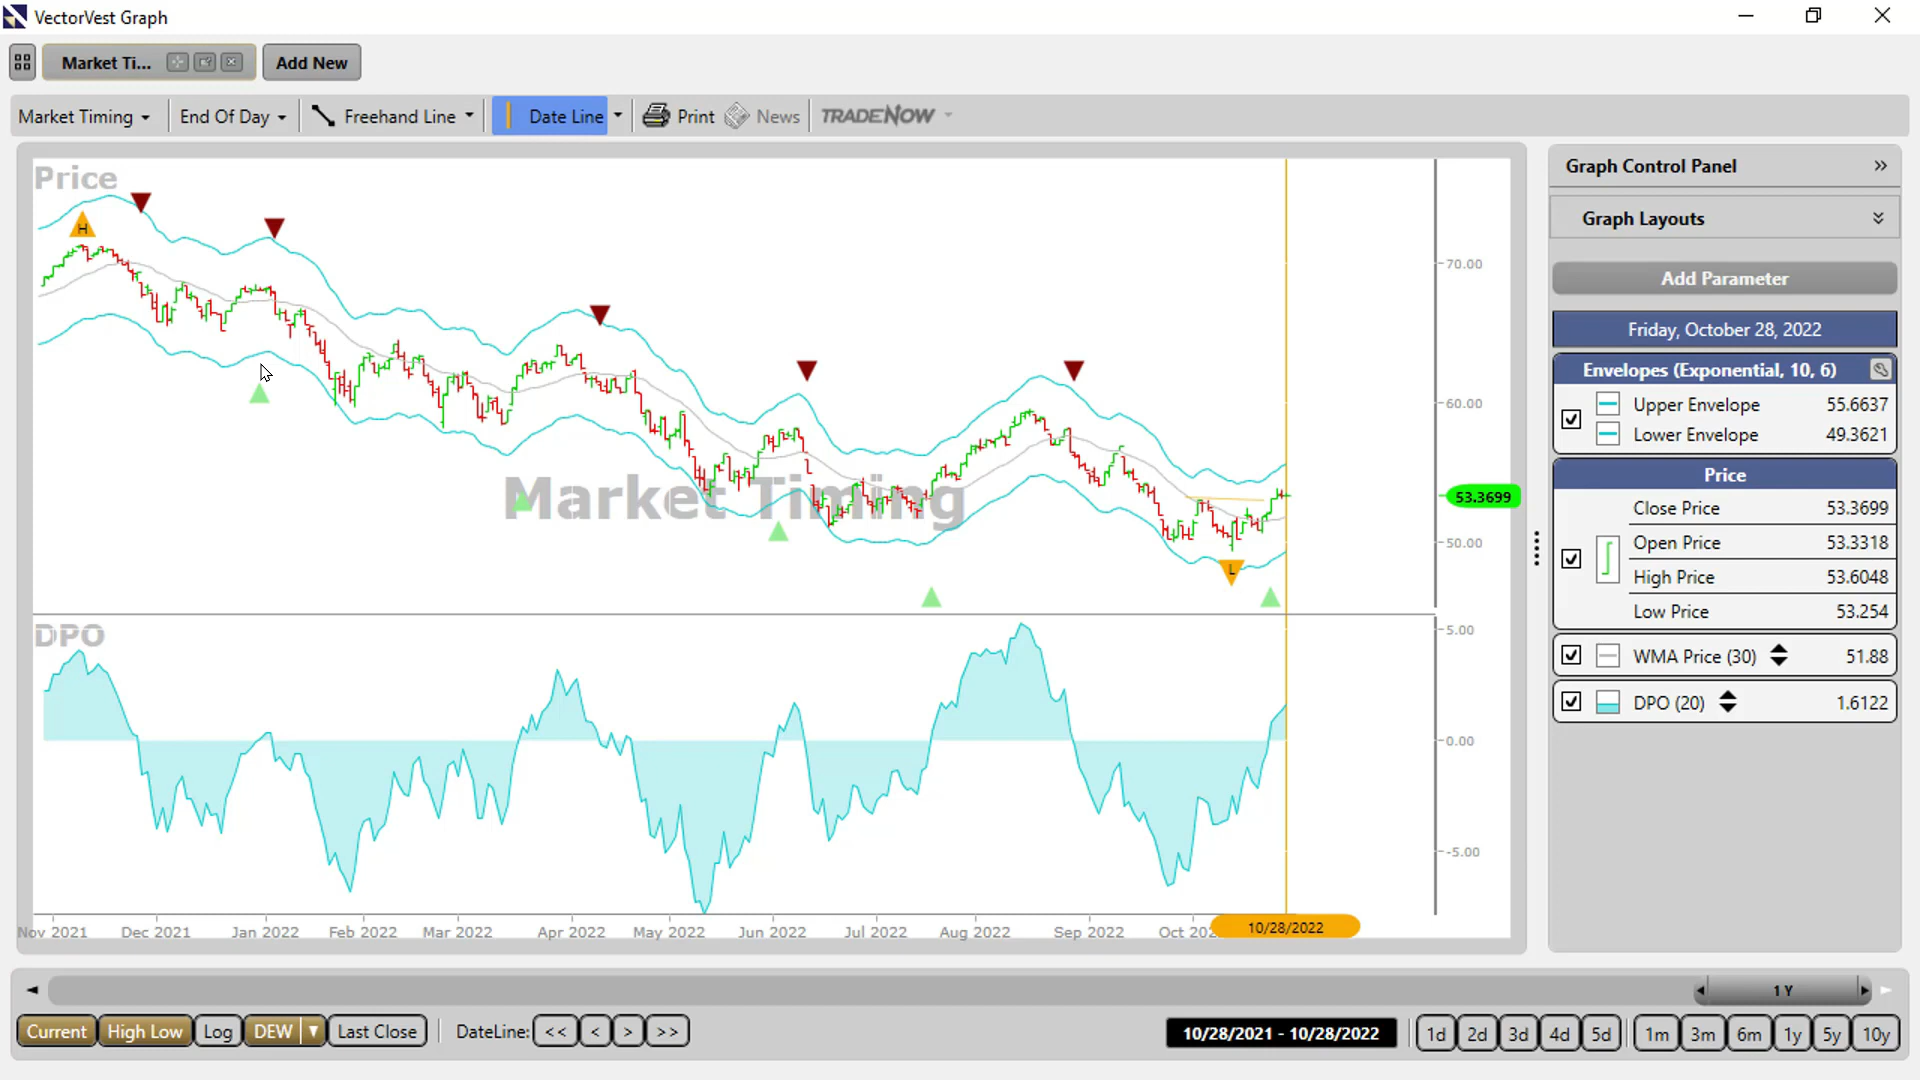 VectorVest Graph
Market Ti...
Add New
Market Timing
End Of Day
Freehand Line
Date Line
Print
News
TRADENOW
Price
H
70.00
60.00
Market Timing
53.3699
50.00
L
DPO
5.00
0.00
-5.00
Nov 2021 Dec 2021 Jan 2022 Feb 2022 Mar 2022 Apr 2022 May 2022 Jun 2022 Jul 2022 Aug 2022 Sep 2022 Oct 202 10/28/2022
Graph Control Panel
Graph Layouts
Add Parameter
Friday, October 28, 2022
Envelopes (Exponential, 10, 6)
Upper Envelope 55.6637
Lower Envelope 49.3621
Price
Close Price 53.3699
Open Price 53.3318
High Price 53.6048
Low Price 53.254
WMA Price (30) 51.88
DPO (20) 1.6122
1 Y
Current High Low Log DEW Last Close DateLine: << < > >> 10/28/2021 - 10/28/2022 1d 2d 3d 4d 5d 1m 3m 6m 1y 5y 10y